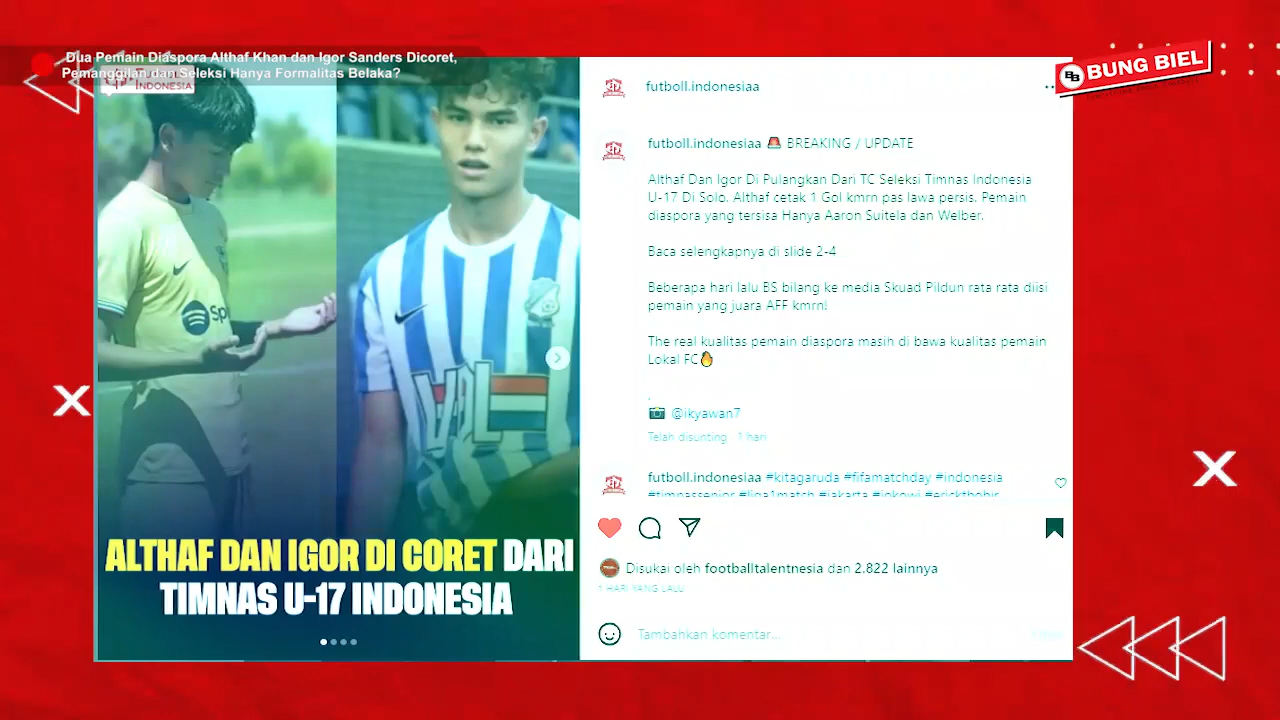 Dua Pemain Diaspora Althaf Khan dan Igor Sanders Dicoret,
Pemanggilan dan Seleksi Hanya Formalitas Belaka?
INDONESIA
BB BUNG BIEL
futboll.indonesiaa
futboll.indonesiaa 🚨 BREAKING / UPDATE
Althaf Dan Igor Di Pulangkan Dari TC Seleksi Timnas Indonesia
U-17 Di Solo. Althaf cetak 1 Gol kmrn pas lawa persis. Pemain
diaspora yang tersisa Hanya Aaron Suitela dan Welber.
Baca selengkapnya di slide 2-4
Beberapa hari lalu BS bilang ke media Skuad Pildun rata rata diisi
pemain yang juara AFF kmrn!
The real kualitas pemain diaspora masih di bawa kualitas pemain
Lokal FC🔥
.
📷 @ikyawan7
Telah disunting · 1 hari
futboll.indonesiaa #kitagaruda #fifamatchday #indonesia
#timnassenior #liga1match #jakarta #jokowi #erickthohir
Disukai oleh footballtalentnesia dan 2.822 lainnya
1 HARI YANG LALU
Tambahkan komentar...
ALTHAF DAN IGOR DI CORET DARI
TIMNAS U-17 INDONESIA